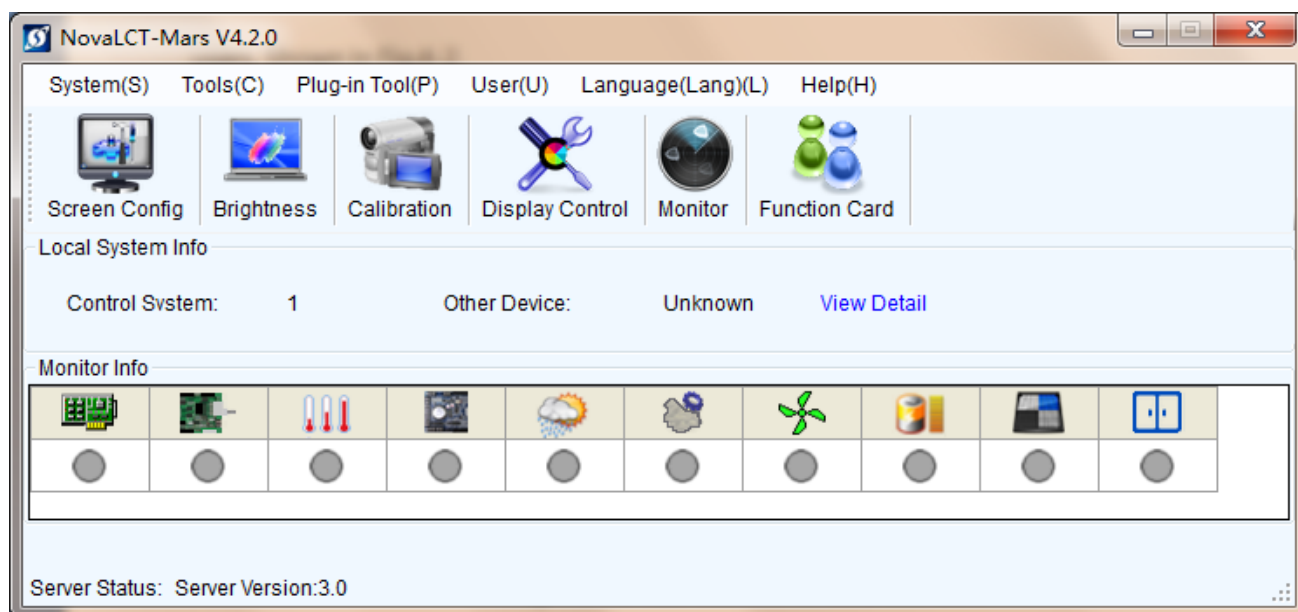 NovaLCT-Mars V4.2.0
System(S) Tools(C) Plug-in Tool(P) User(U) Language(Lang)(L) Help(H)
Screen Config Brightness Calibration Display Control Monitor Function Card
Local System Info
Control System: 1 Other Device: Unknown View Detail
Monitor Info
Server Status: Server Version:3.0